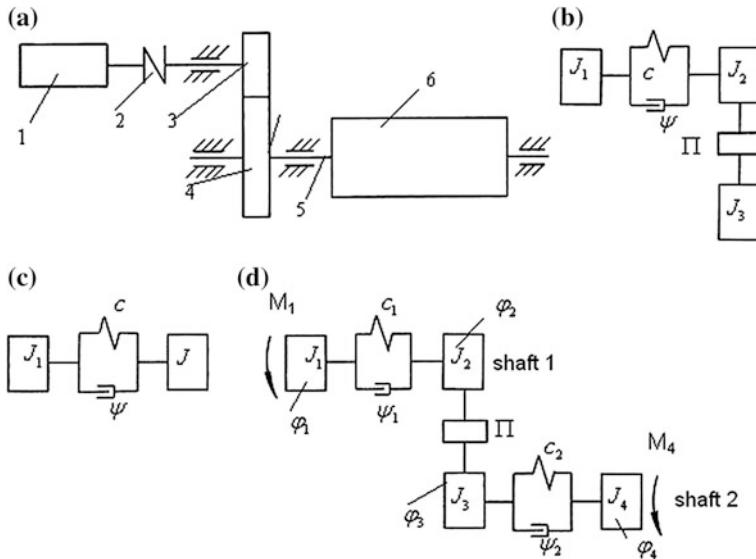 (a)
1
2
3
4
5
6
(b)
J₁
c
ψ
J₂
Π
J₃
(c)
J₁
c
ψ
J
(d)
M₁
J₁
φ₁
c₁
ψ₁
φ₂
J₂
shaft 1
Π
φ₃
J₃
c₂
ψ₂
M₄
J₄
φ₄
shaft 2